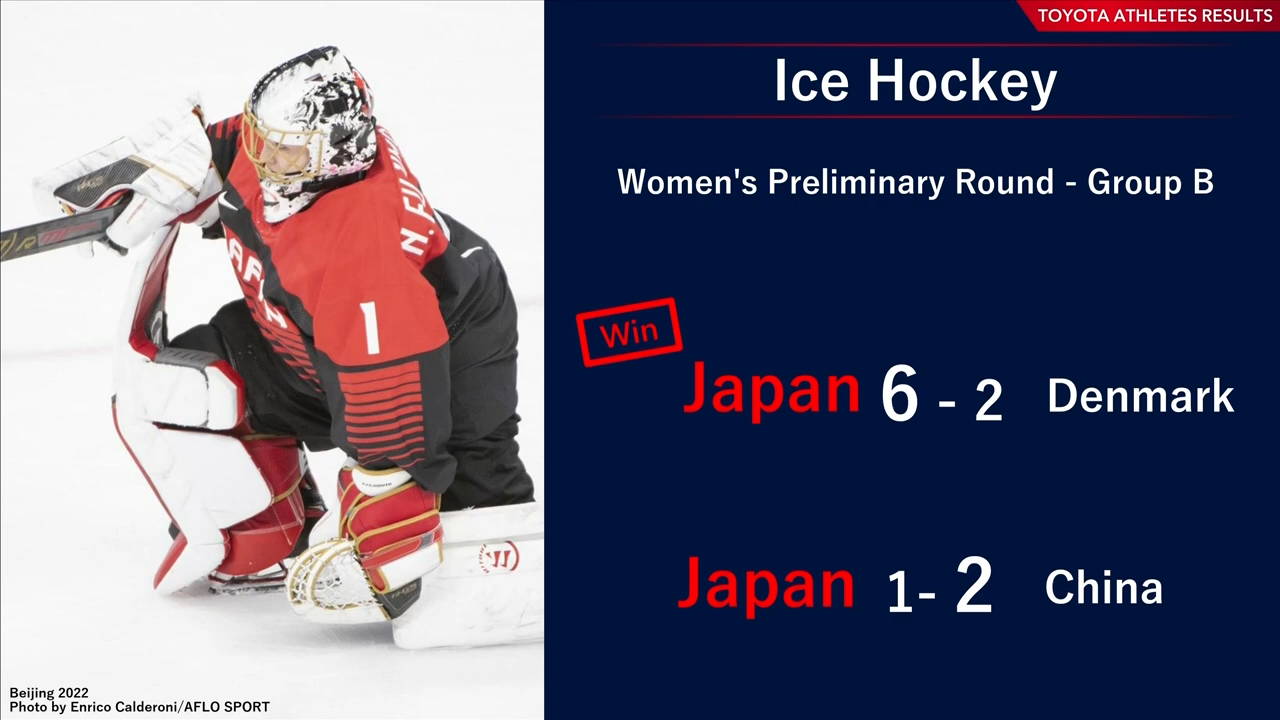 TOYOTA ATHLETES RESULTS
Ice Hockey
Women's Preliminary Round - Group B
Win
Japan 6 - 2 Denmark
Japan 1- 2 China
1
Beijing 2022
Photo by Enrico Calderoni/AFLO SPORT